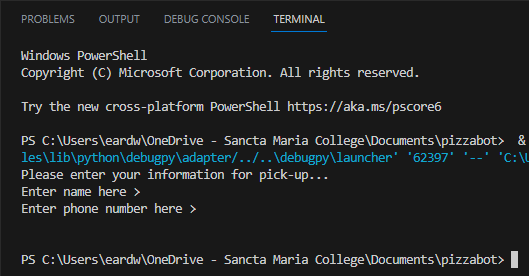 PROBLEMS OUTPUT DEBUG CONSOLE TERMINAL
Windows PowerShell
Copyright (C) Microsoft Corporation. All rights reserved.
Try the new cross-platform PowerShell https://aka.ms/pscore6
PS C:\Users\eardw\OneDrive - Sancta Maria College\Documents\pizzabot>  &
les\lib\python\debugpy\adapter/../..\debugpy\launcher' '62397' '--' 'C:\U
Please enter your information for pick-up...
Enter name here >
Enter phone number here >
PS C:\Users\eardw\OneDrive - Sancta Maria College\Documents\pizzabot>